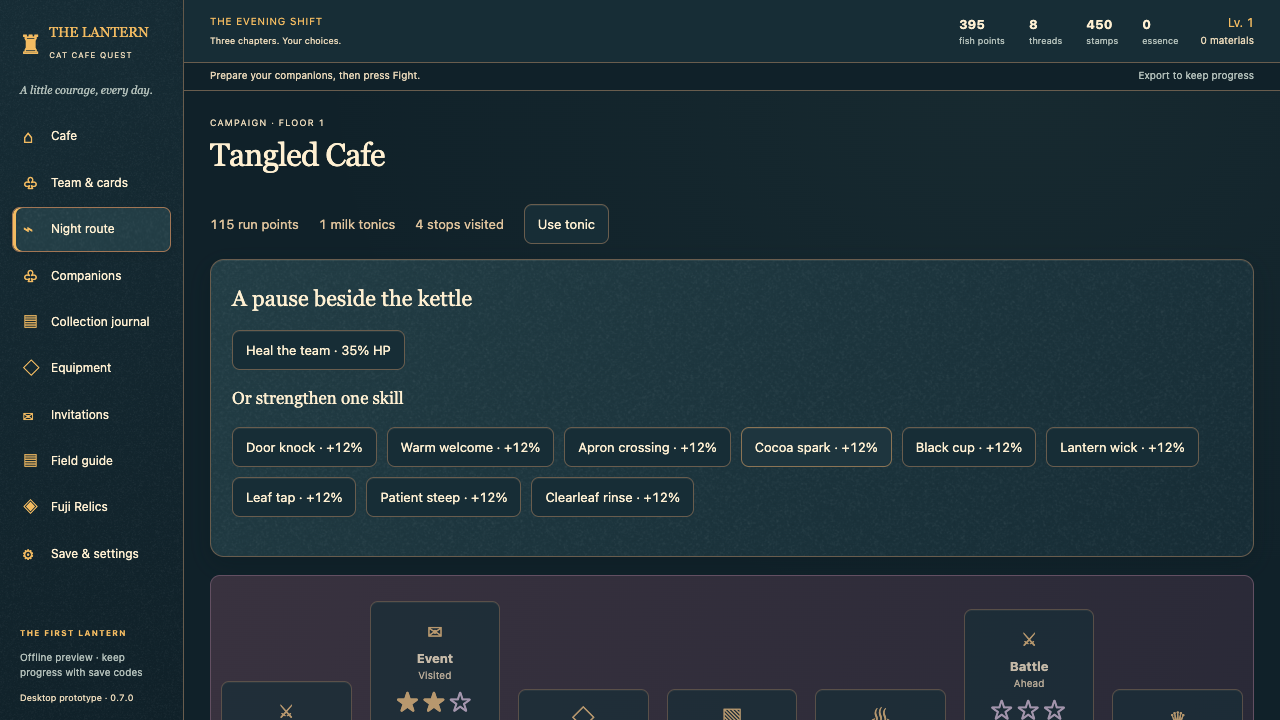 THE LANTERN
CAT CAFE QUEST
A little courage, every day.
Cafe
Team & cards
Night route
Companions
Collection journal
Equipment
Invitations
Field guide
Fuji Relics
Save & settings
THE FIRST LANTERN
Offline preview · keep
progress with save codes
Desktop prototype · 0.7.0
THE EVENING SHIFT
Three chapters. Your choices.
395 fish points
8 threads
450 stamps
0 essence
Lv. 1
0 materials
Prepare your companions, then press Fight.
Export to keep progress
CAMPAIGN · FLOOR 1
Tangled Cafe
115 run points
1 milk tonics
4 stops visited
Use tonic
A pause beside the kettle
Heal the team · 35% HP
Or strengthen one skill
Door knock · +12%
Warm welcome · +12%
Apron crossing · +12%
Cocoa spark · +12%
Black cup · +12%
Lantern wick · +12%
Leaf tap · +12%
Patient steep · +12%
Clearleaf rinse · +12%
Event
Visited
Battle
Ahead